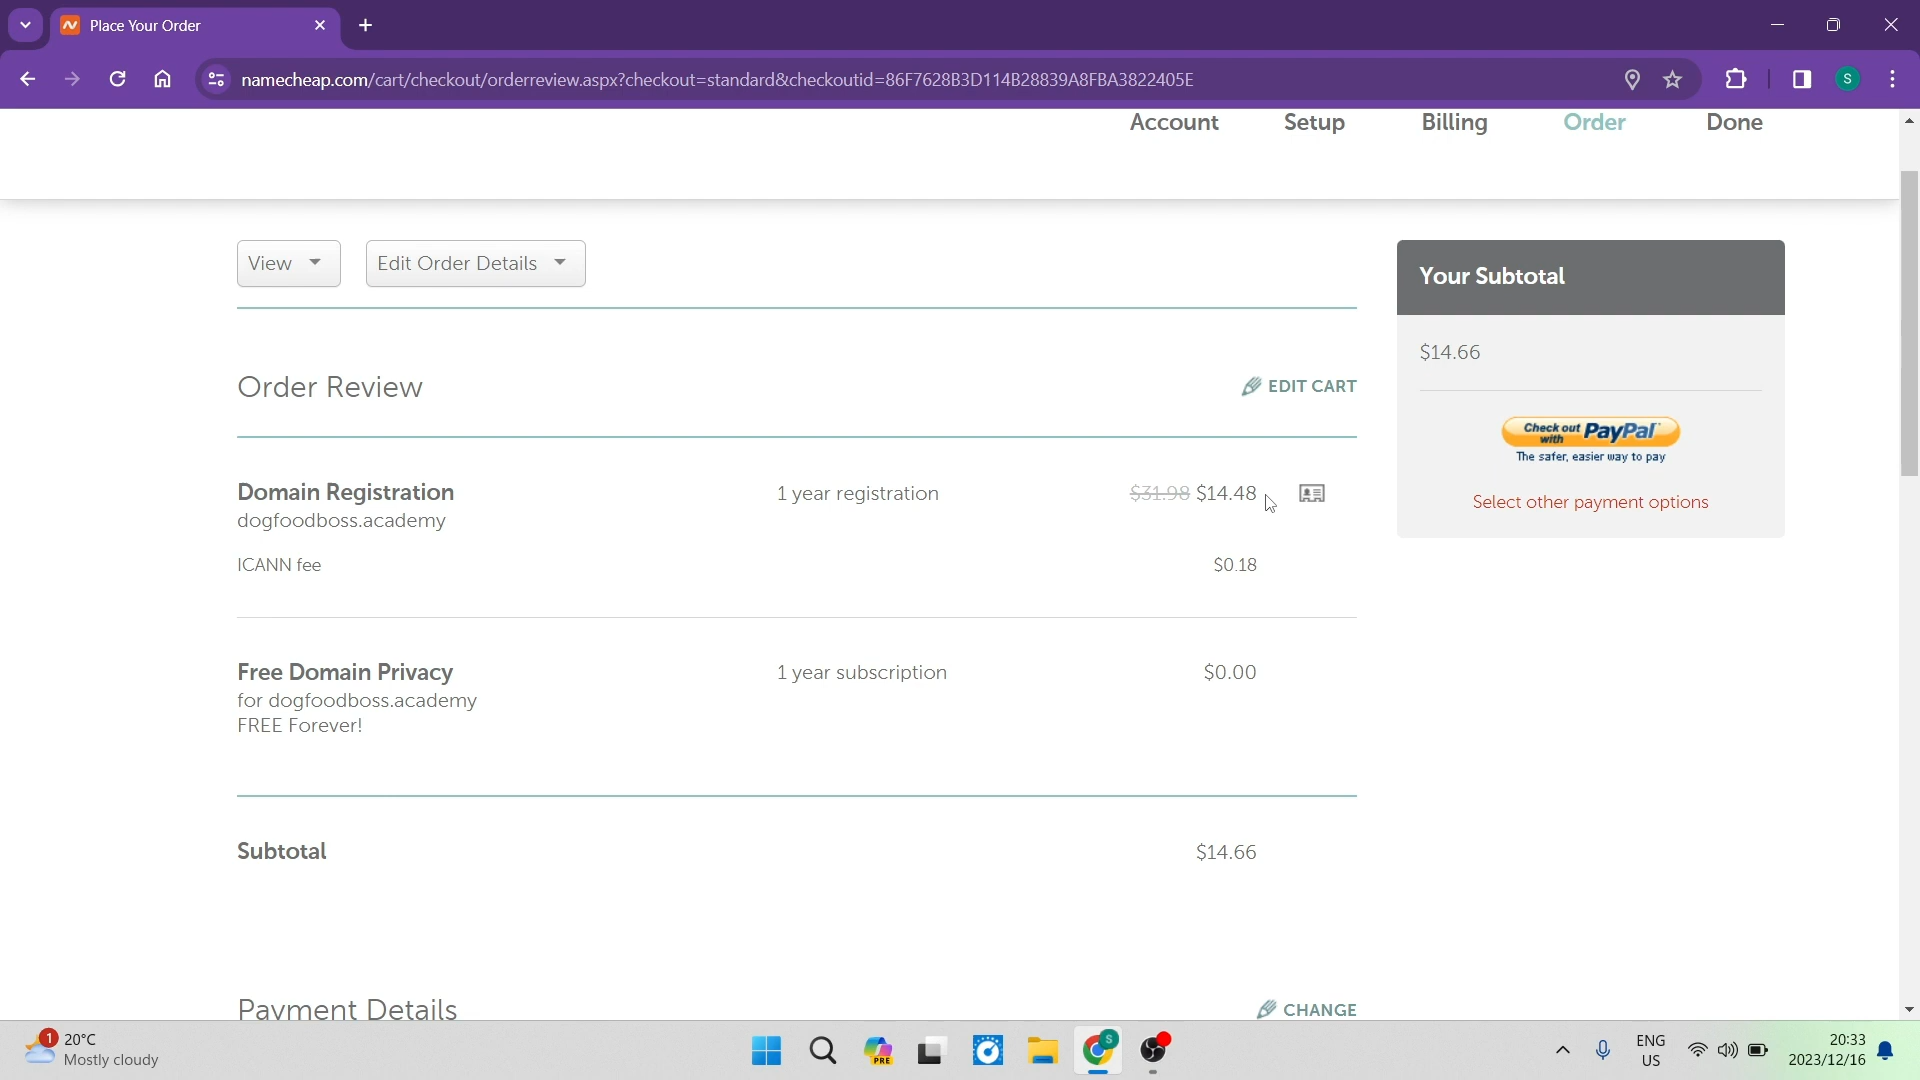 Place Your Order
namecheap.com/cart/checkout/orderreview.aspx?checkout=standard&checkoutid=86F7628B3D114B28839A8FBA3822405E
S
Account Setup Billing Order Done
View Edit Order Details
Your Subtotal
$14.66
Check out with PayPal
The safer, easier way to pay
Select other payment options
Order Review EDIT CART
Domain Registration 1 year registration $31.98 $14.48
dogfoodboss.academy
ICANN fee $0.18
Free Domain Privacy 1 year subscription $0.00
for dogfoodboss.academy
FREE Forever!
Subtotal $14.66
Payment Details CHANGE
1 20°C
Mostly cloudy
PRE
S
ENG
US
20:33
2023/12/16